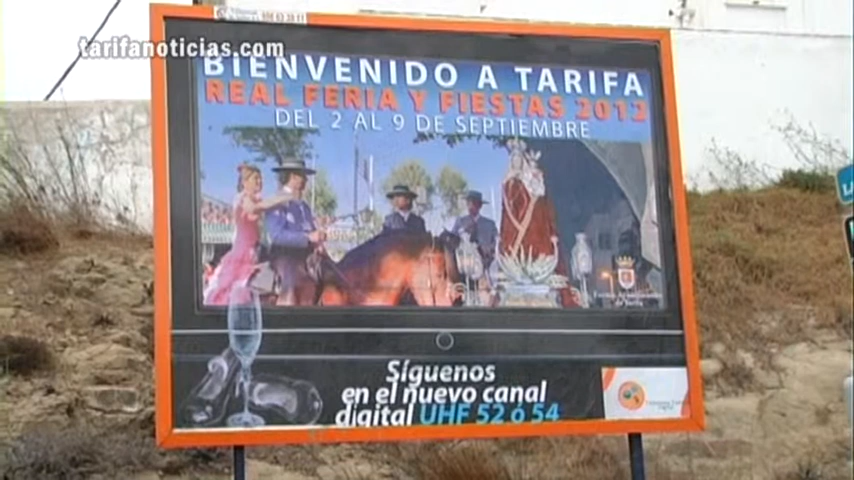 tarifanoticias.com
BIENVENIDO A TARIFA
REAL FERIA Y FIESTAS 2012
DEL 2 AL 9 DE SEPTIEMBRE
Síguenos
en el nuevo canal
digital UHF 52 ó 54